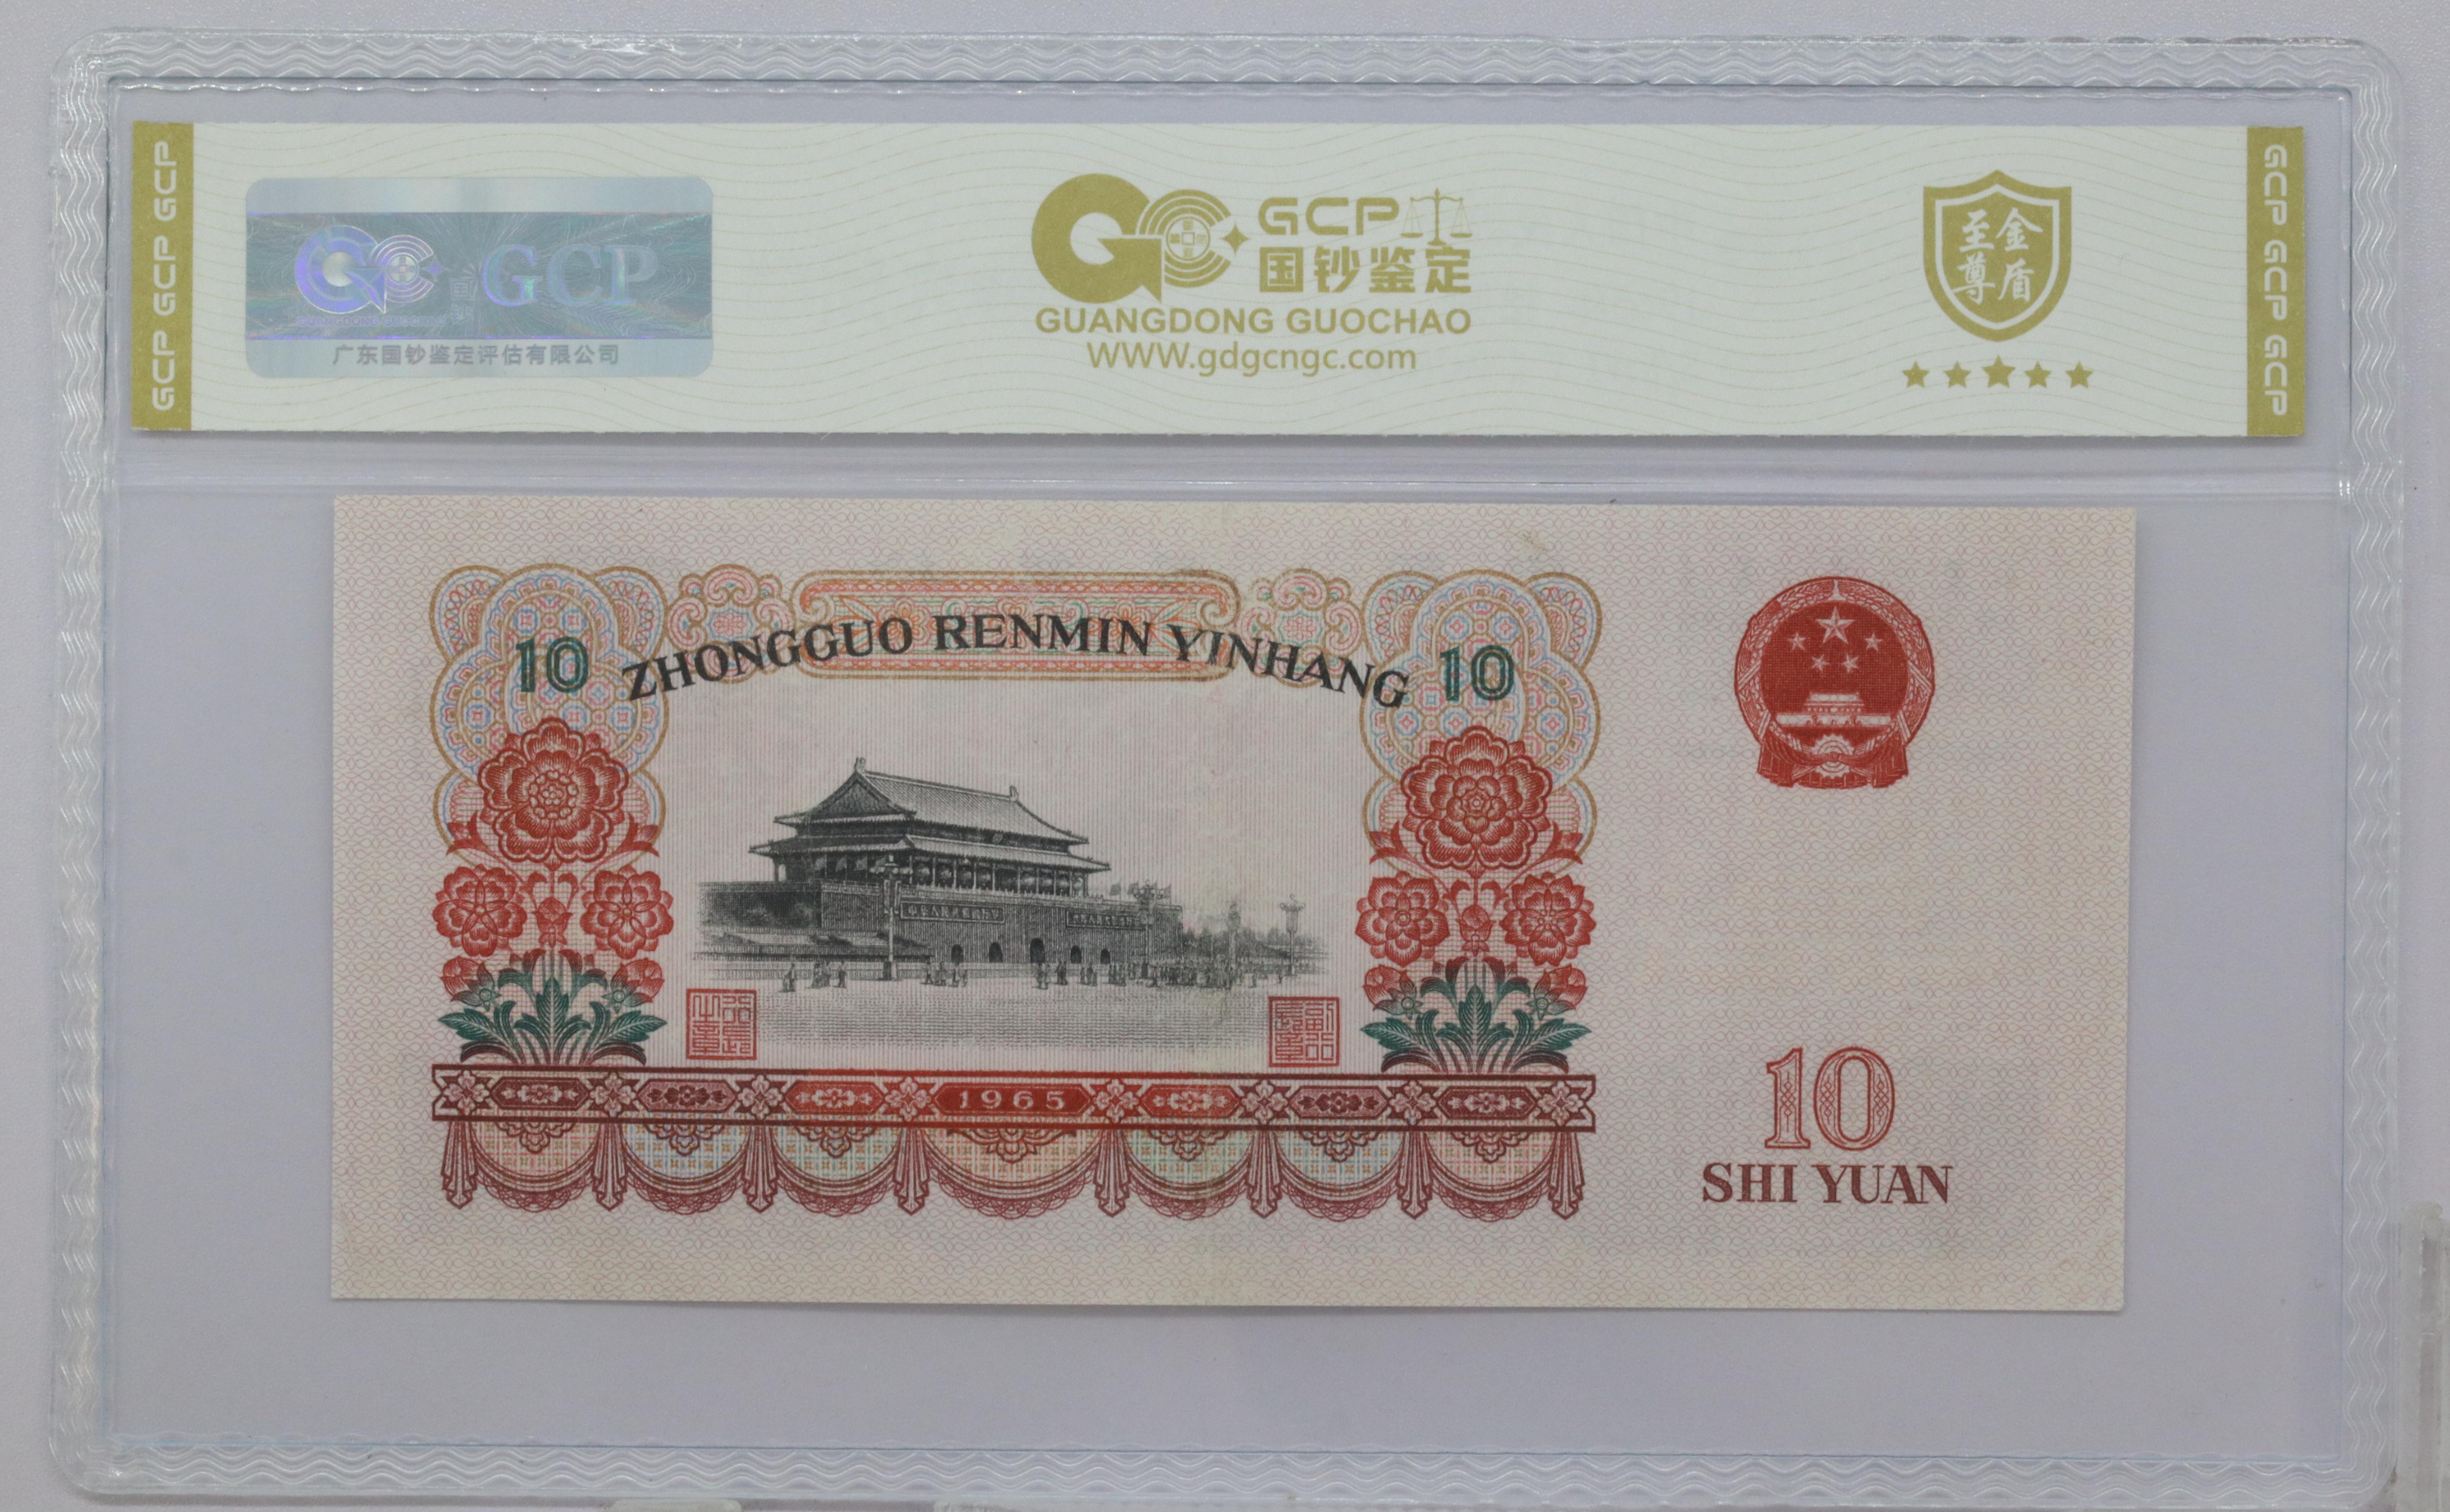 GCP GCP GCP
GCP
广东国钞鉴定评估有限公司
GCP
国钞鉴定
GUANGDONG GUOCHAO
WWW.gdgcngc.com
至尊
金盾
GCP GCP GCP
10 ZHONGGUO RENMIN YINHANG 10
1965
10
SHI YUAN